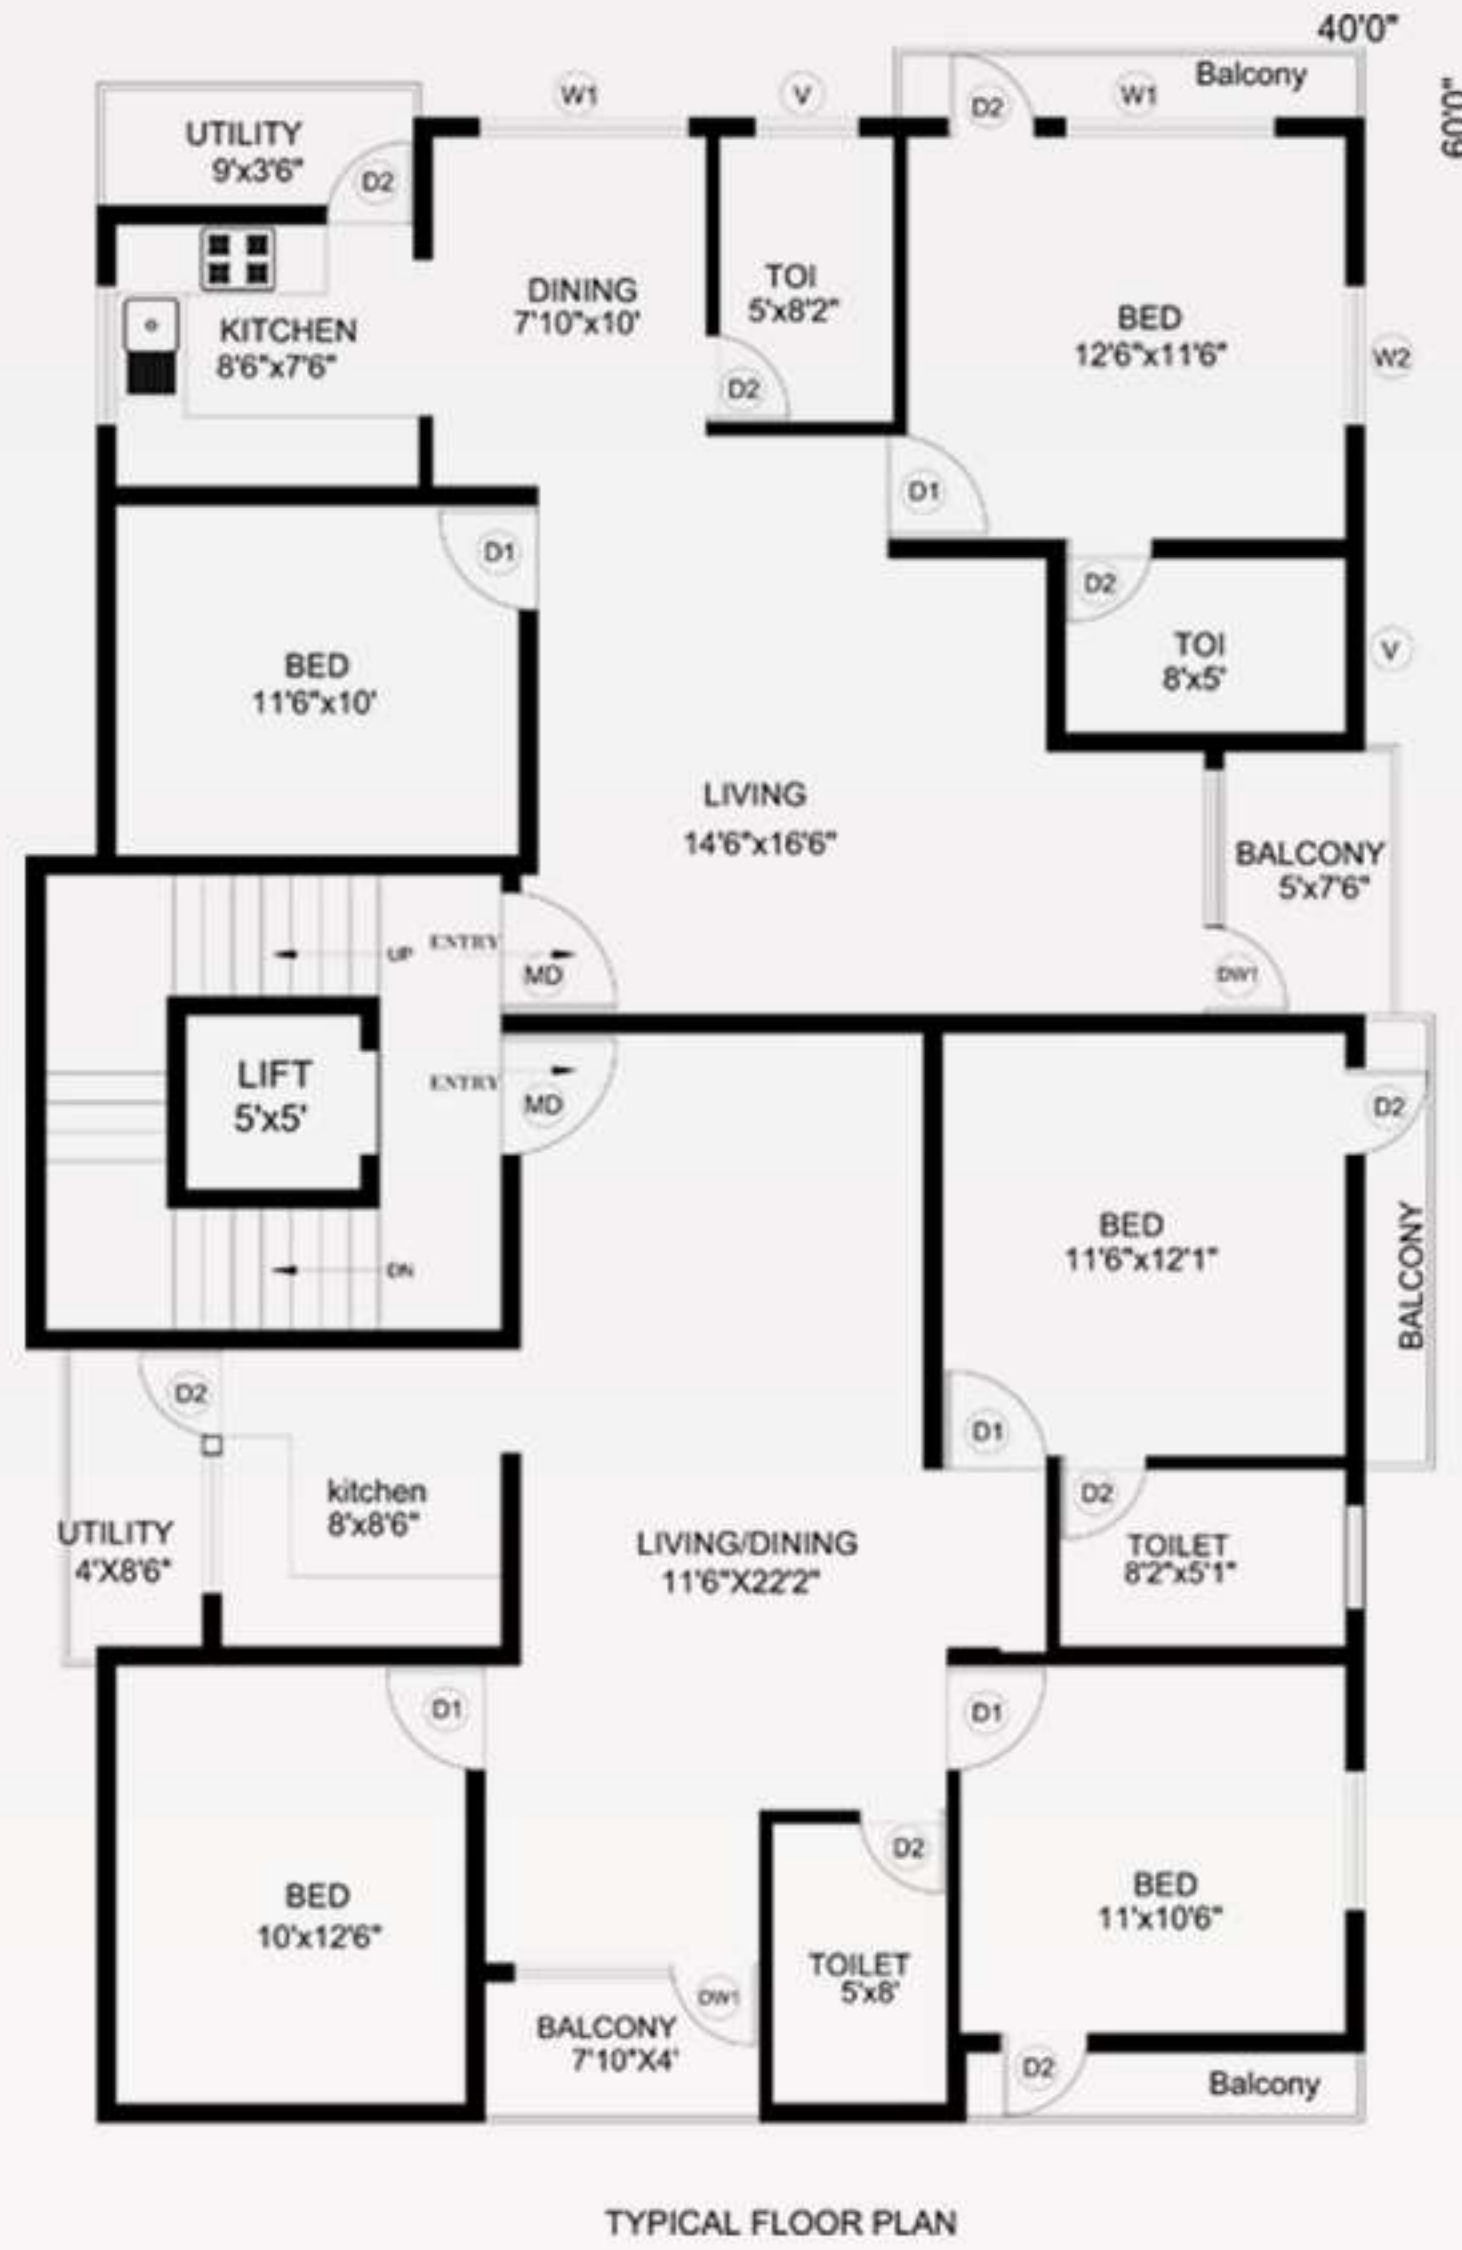 40'0"
60'0"
Balcony
W1
V
D2
W1
UTILITY
9'x3'6"
D2
DINING
7'10"x10'
TOI
5'x8'2"
BED
12'6"x11'6"
KITCHEN
8'6"x7'6"
W2
D2
D1
D1
D2
BED
11'6"x10'
TOI
8'x5'
V
LIVING
14'6"x16'6"
BALCONY
5'x7'6"
UP
ENTRY
MD
DW1
LIFT
5'x5'
ENTRY
MD
D2
BED
11'6"x12'1"
BALCONY
DN
D2
D1
kitchen
8'x8'6"
D2
UTILITY
4'X8'6"
LIVING/DINING
11'6"X22'2"
TOILET
8'2"x5'1"
D1
D1
D2
BED
10'x12'6"
BED
11'x10'6"
TOILET
5'x8'
DW1
BALCONY
7'10"X4'
D2
Balcony
TYPICAL FLOOR PLAN